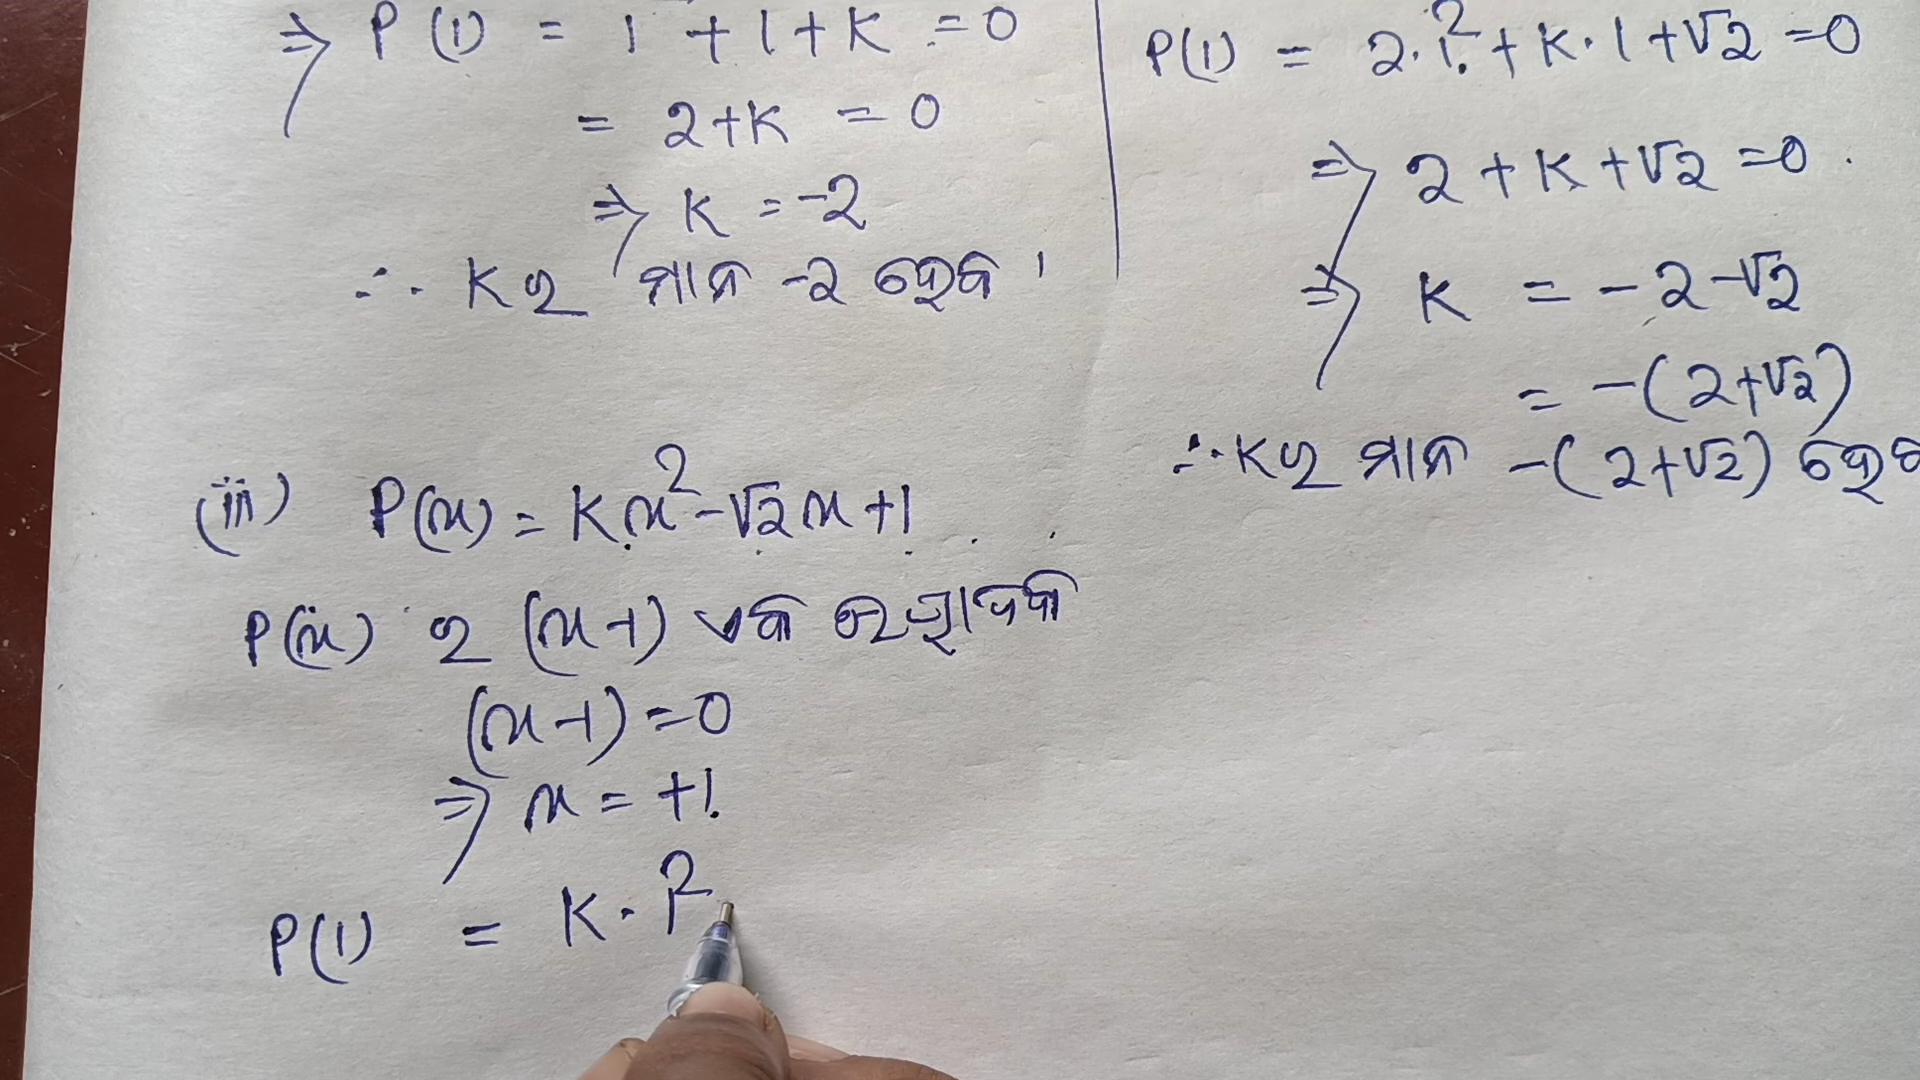 ⇒ P(1) = 1 + 1 + K = 0
= 2+K = 0
⇒ K = -2
∴ K ର ମାନ -2 ହେବ ।
P(1) = 2·1² + K·1 + √2 = 0
⇒ 2 + K + √2 = 0
⇒ K = -2-√2
= -(2+√2)
∴ K ର ମାନ -(2+√2)
(iii) P(x) = Kx² - √2x + 1
P(x) ର (x-1) ଏକ ଉତ୍ପାଦକ
(x-1) = 0
⇒ x = +1
P(1) = K·1²